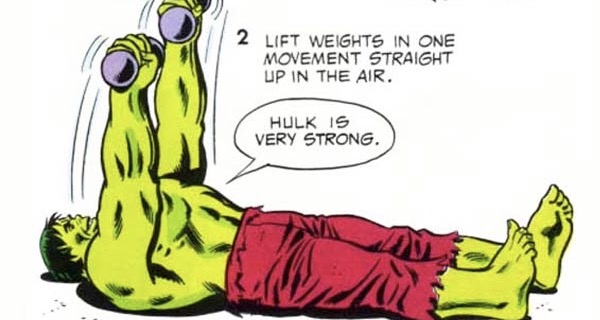 2 LIFT WEIGHTS IN ONE
MOVEMENT STRAIGHT
UP IN THE AIR.
HULK IS
VERY STRONG.